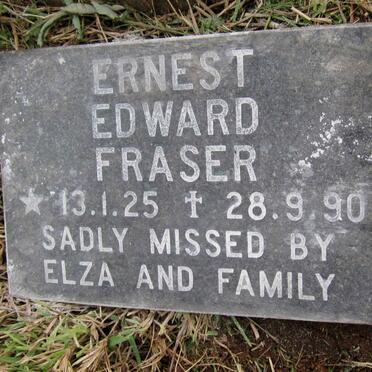 ERNEST
EDWARD
FRASER
★ 13.1.25 † 28.9.90
SADLY MISSED BY
ELZA AND FAMILY